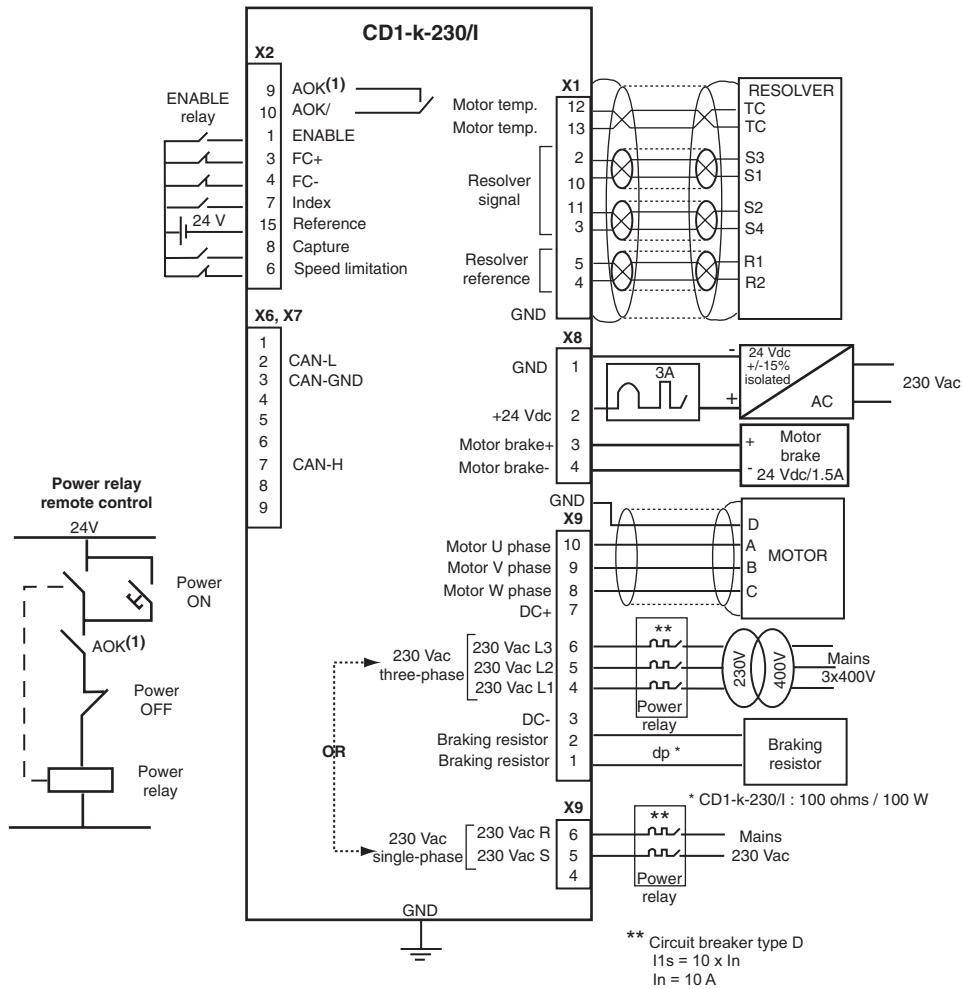 CD1-k-230/I
X2
9 AOK(1)
10 AOK/
1 ENABLE
3 FC+
4 FC-
7 Index
15 Reference
8 Capture
6 Speed limitation
ENABLE
relay
24 V
X6, X7
1
2 CAN-L
3 CAN-GND
4
5
6
7 CAN-H
8
9
X1
Motor temp. 12
Motor temp. 13
Resolver
signal
2
10
11
3
Resolver
reference
5
4
GND
RESOLVER
TC
TC
S3
S1
S2
S4
R1
R2
X8
GND 1
+24 Vdc 2
Motor brake+ 3
Motor brake- 4
3A
-
+
24 Vdc
+/-15%
isolated
AC
230 Vac
+ Motor
brake
- 24 Vdc/1.5A
GND
X9
Motor U phase 10
Motor V phase 9
Motor W phase 8
DC+ 7
D
A
B
C
MOTOR
230 Vac
three-phase
230 Vac L3 6
230 Vac L2 5
230 Vac L1 4
DC- 3
Braking resistor 2
Braking resistor 1
**
Power
relay
230V
400V
Mains
3x400V
dp *
Braking
resistor
* CD1-k-230/I : 100 ohms / 100 W
OR
X9
230 Vac
single-phase
230 Vac R 6
230 Vac S 5
4
**
Power
relay
Mains
230 Vac
GND
** Circuit breaker type D
I1s = 10 x In
In = 10 A
Power relay
remote control
24V
Power
ON
AOK(1)
Power
OFF
Power
relay